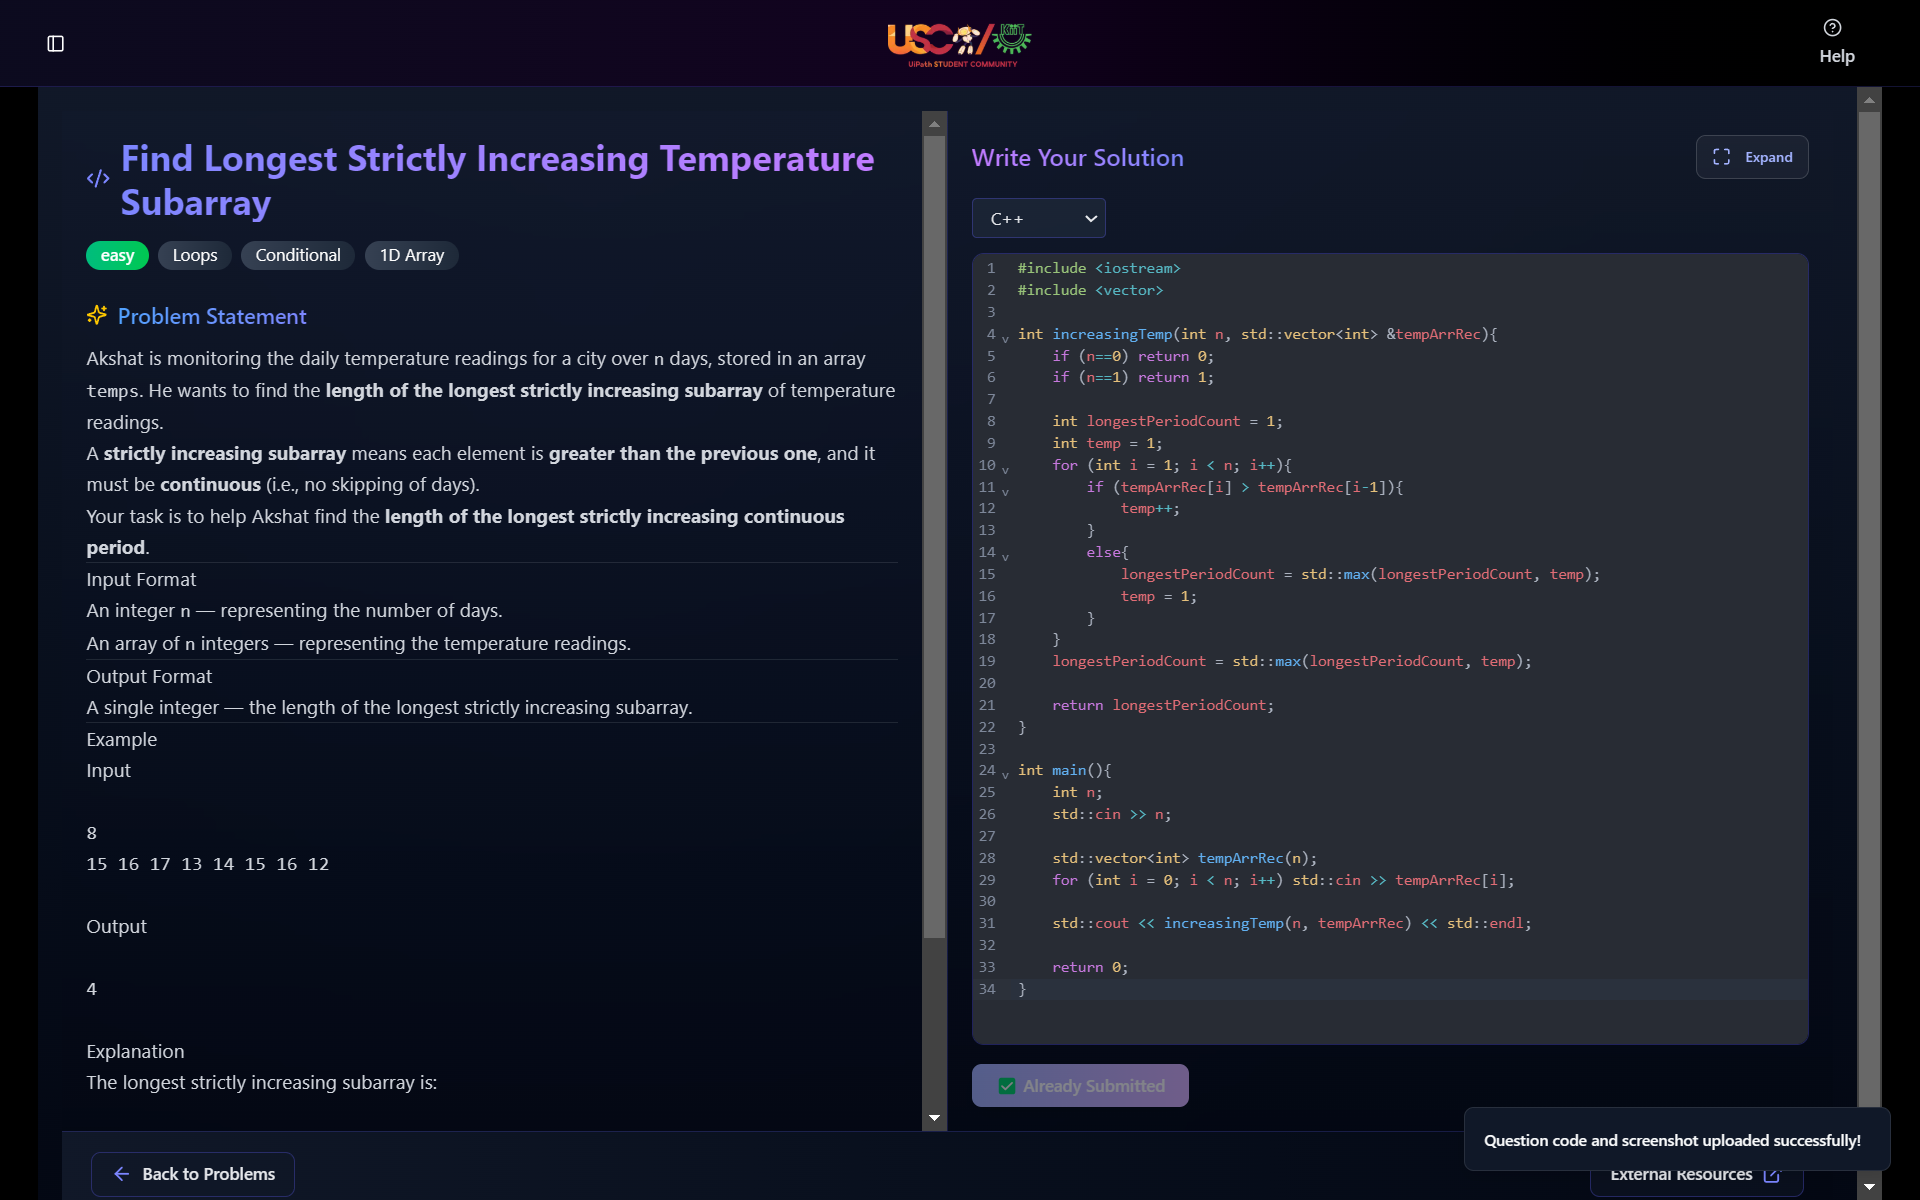 USC/KIIT
UiPath STUDENT COMMUNITY
Help
</> Find Longest Strictly Increasing Temperature
Subarray
easy Loops Conditional 1D Array
Problem Statement
Akshat is monitoring the daily temperature readings for a city over n days, stored in an array
temps. He wants to find the length of the longest strictly increasing subarray of temperature
readings.
A strictly increasing subarray means each element is greater than the previous one, and it
must be continuous (i.e., no skipping of days).
Your task is to help Akshat find the length of the longest strictly increasing continuous
period.
Input Format
An integer n — representing the number of days.
An array of n integers — representing the temperature readings.
Output Format
A single integer — the length of the longest strictly increasing subarray.
Example
Input
8
15 16 17 13 14 15 16 12
Output
4
Explanation
The longest strictly increasing subarray is:
Back to Problems
Write Your Solution
Expand
C++
1 #include <iostream>
2 #include <vector>
3
4 int increasingTemp(int n, std::vector<int> &tempArrRec){
5 if (n==0) return 0;
6 if (n==1) return 1;
7
8 int longestPeriodCount = 1;
9 int temp = 1;
10 for (int i = 1; i < n; i++){
11 if (tempArrRec[i] > tempArrRec[i-1]){
12 temp++;
13 }
14 else{
15 longestPeriodCount = std::max(longestPeriodCount, temp);
16 temp = 1;
17 }
18 }
19 longestPeriodCount = std::max(longestPeriodCount, temp);
20
21 return longestPeriodCount;
22 }
23
24 int main(){
25 int n;
26 std::cin >> n;
27
28 std::vector<int> tempArrRec(n);
29 for (int i = 0; i < n; i++) std::cin >> tempArrRec[i];
30
31 std::cout << increasingTemp(n, tempArrRec) << std::endl;
32
33 return 0;
34 }
Already Submitted
Question code and screenshot uploaded successfully!
External Resources